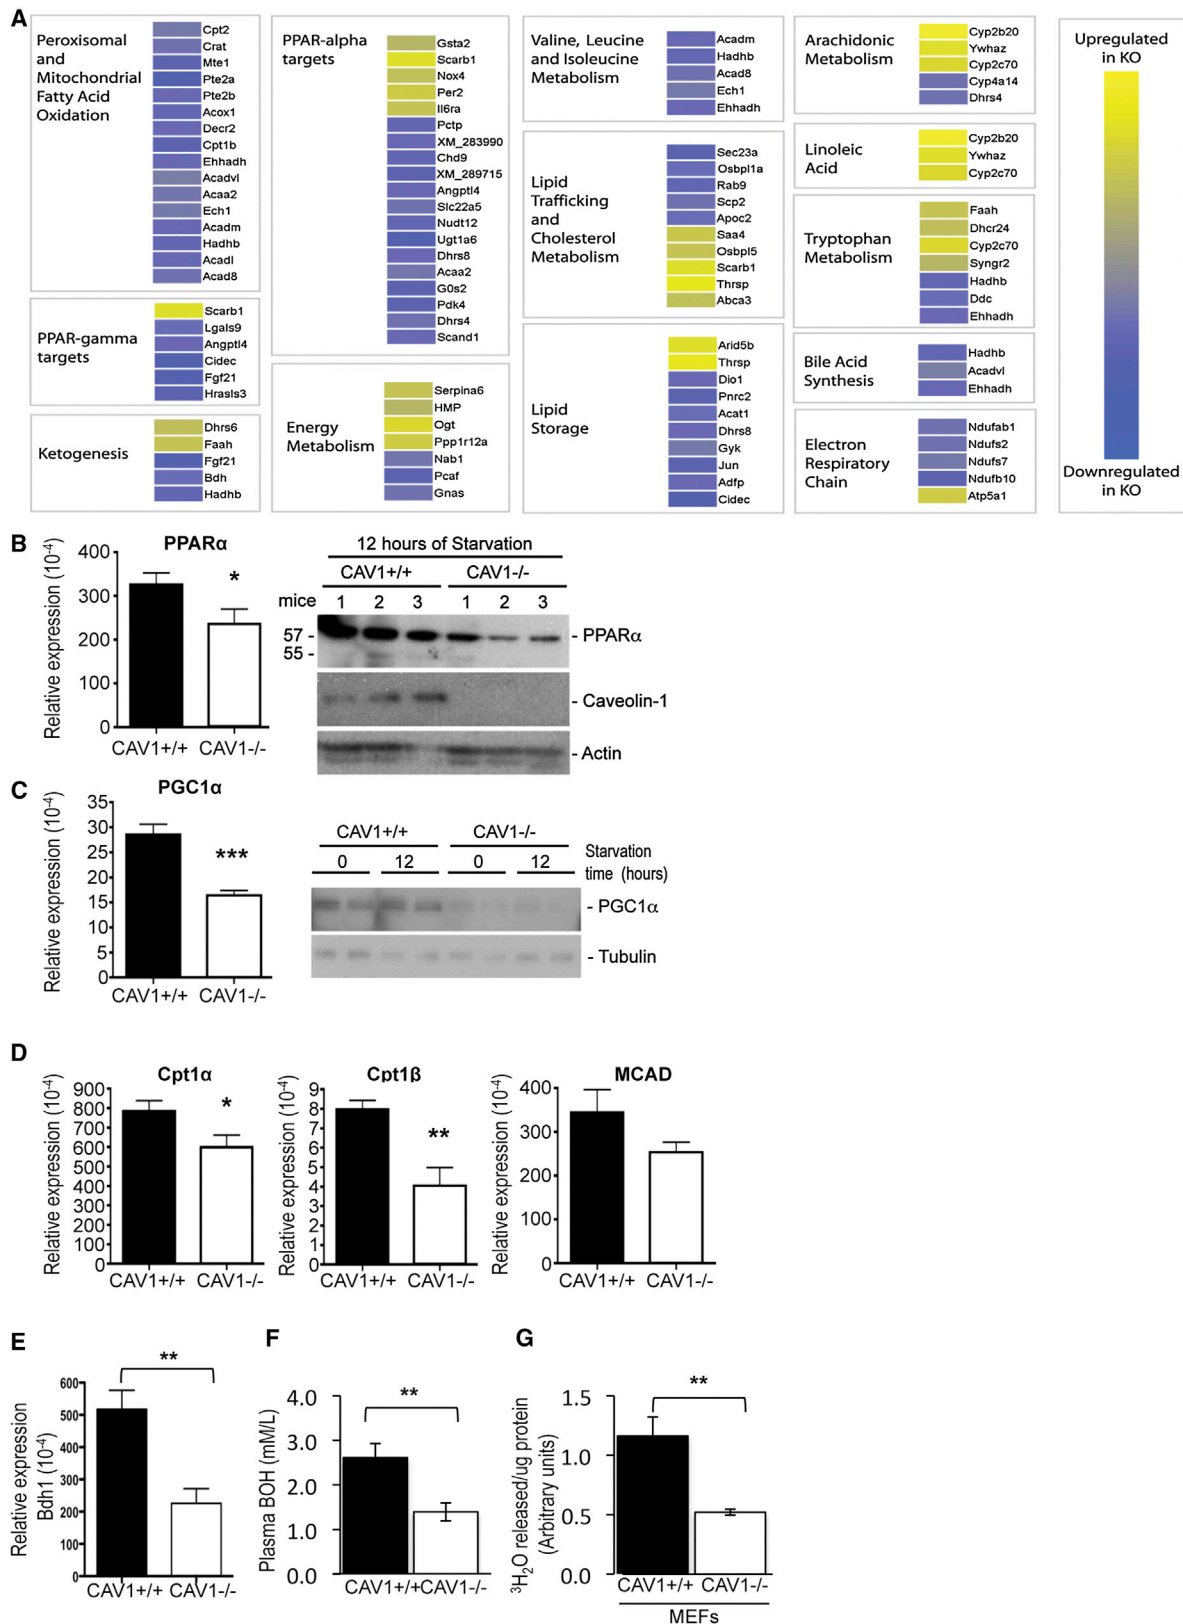 A
Peroxisomal
and
Mitochondrial
Fatty Acid
Oxidation
Cpt2
Crat
Mte1
Pte2a
Pte2b
Acox1
Decr2
Cpt1b
Ehhadh
Acadvl
Acaa2
Ech1
Acadm
Hadhb
Acadl
Acad8
PPAR-gamma
targets
Scarb1
Lgals9
Angptl4
Cidec
Fgf21
Hrasls3
Ketogenesis
Dhrs6
Faah
Fgf21
Bdh
Hadhb
PPAR-alpha
targets
Gsta2
Scarb1
Nox4
Per2
Il6ra
Pctp
XM_283990
Chd9
XM_289715
Angptl4
Slc22a5
Nudt12
Ugt1a6
Dhrs8
Acaa2
G0s2
Pdk4
Dhrs4
Scand1
Energy
Metabolism
Serpina6
HMP
Ogt
Ppp1r12a
Nab1
Pcaf
Gnas
Valine, Leucine
and Isoleucine
Metabolism
Acadm
Hadhb
Acad8
Ech1
Ehhadh
Lipid
Trafficking
and
Cholesterol
Metabolism
Sec23a
Osbpl1a
Rab9
Scp2
Apoc2
Saa4
Osbpl5
Scarb1
Thrsp
Abca3
Lipid
Storage
Arid5b
Thrsp
Dio1
Pnrc2
Acat1
Dhrs8
Gyk
Jun
Adfp
Cidec
Arachidonic
Metabolism
Cyp2b20
Ywhaz
Cyp2c70
Cyp4a14
Dhrs4
Linoleic
Acid
Cyp2b20
Ywhaz
Cyp2c70
Tryptophan
Metabolism
Faah
Dhcr24
Cyp2c70
Syngr2
Hadhb
Ddc
Ehhadh
Bile Acid
Synthesis
Hadhb
Acadvl
Ehhadh
Electron
Respiratory
Chain
Ndufab1
Ndufs2
Ndufs7
Ndufb10
Atp5a1
Upregulated
in KO
Downregulated
in KO
B
PPARα
Relative expression (10-4)
400
300
200
100
0
*
CAV1+/+ CAV1-/-
12 hours of Starvation
CAV1+/+ CAV1-/-
mice 1 2 3 1 2 3
57 -
55 -
- PPARα
- Caveolin-1
- Actin
C
PGC1α
Relative expression (10-4)
35
30
25
20
15
10
5
0
***
CAV1+/+ CAV1-/-
CAV1+/+ CAV1-/-
0 12 0 12
Starvation
time (hours)
- PGC1α
- Tubulin
D
Cpt1α
Relative expression (10-4)
900
800
700
600
500
400
300
200
100
0
*
CAV1+/+ CAV1-/-
Cpt1β
Relative expression (10-4)
9
8
7
6
5
4
3
2
1
0
**
CAV1+/+ CAV1-/-
MCAD
Relative expression (10-4)
400
300
200
100
0
CAV1+/+ CAV1-/-
E
Relative expression
Bdh1 (10-4)
600
500
400
300
200
100
0
**
CAV1+/+ CAV1-/-
F
Plasma BOH (mM/L)
4.0
3.0
2.0
1.0
0.0
**
CAV1+/+CAV1-/-
G
3H2O released/ug protein
(Arbitrary units)
1.5
1.0
0.5
0.0
**
CAV1+/+ CAV1-/-
MEFs